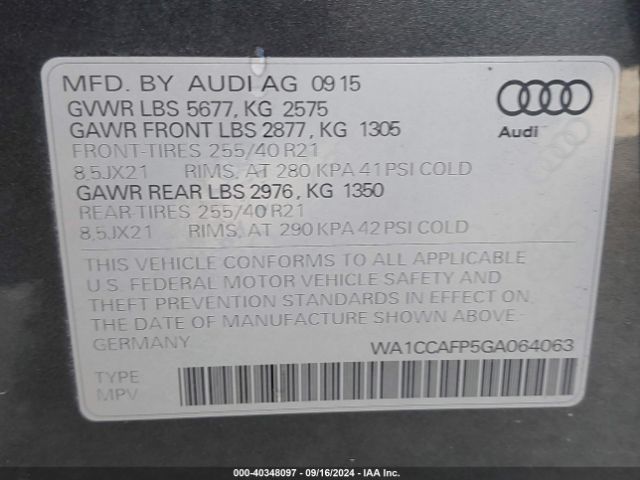 MFD. BY AUDI AG 09 15
GVWR LBS 5677, KG 2575
GAWR FRONT LBS 2877, KG 1305
FRONT-TIRES 255/40 R21
8,5JX21 RIMS, AT 280 KPA 41 PSI COLD
GAWR REAR LBS 2976, KG 1350
REAR-TIRES 255/40 R21
8,5JX21 RIMS, AT 290 KPA 42 PSI COLD
Audi
THIS VEHICLE CONFORMS TO ALL APPLICABLE
U.S. FEDERAL MOTOR VEHICLE SAFETY AND
THEFT PREVENTION STANDARDS IN EFFECT ON
THE DATE OF MANUFACTURE SHOWN ABOVE.-
GERMANY WA1CCAFP5GA064063
TYPE
MPV
000-40348097 - 09/16/2024 - IAA Inc.